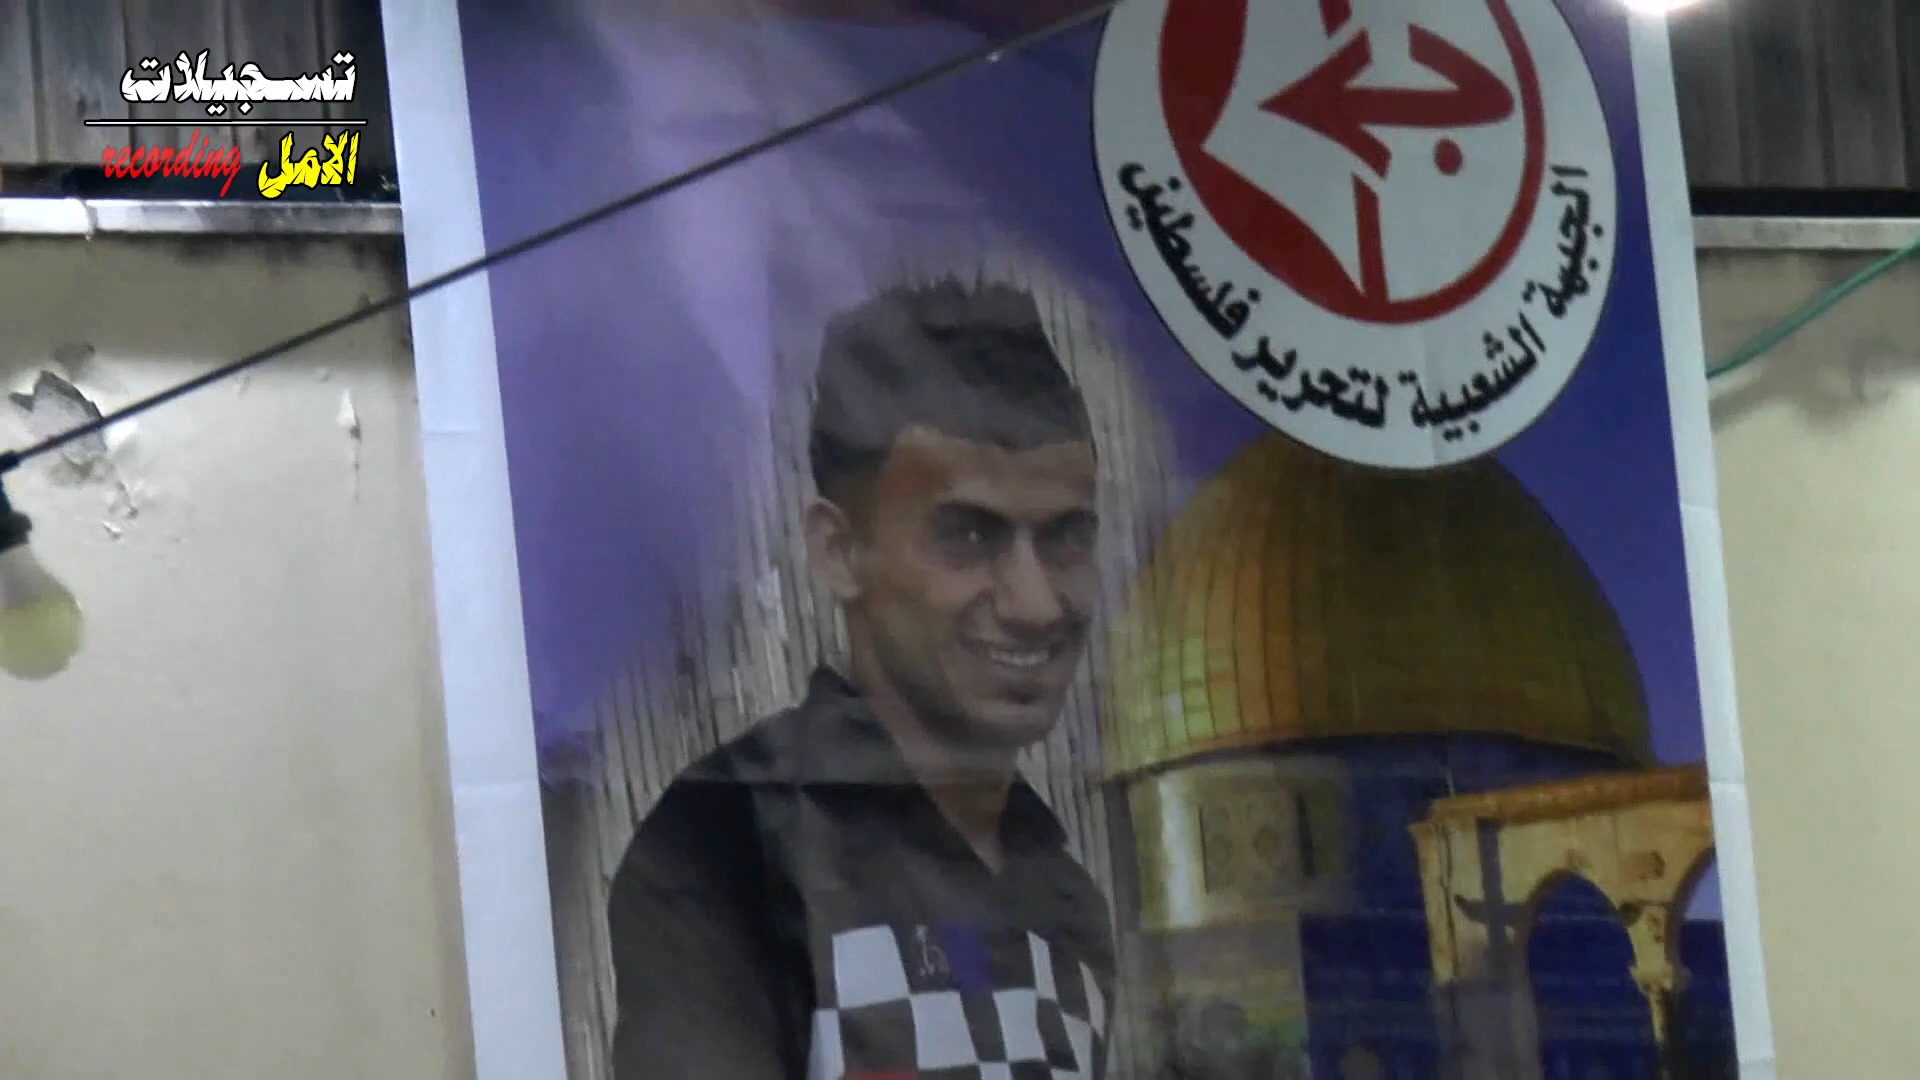 تسجيلات
recording الامل
الجبهة الشعبية لتحرير فلسطين